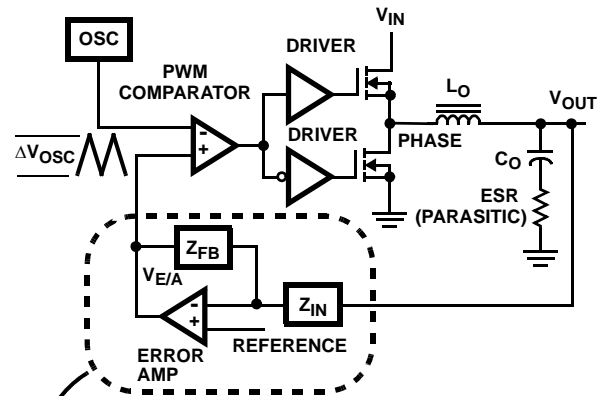 OSC
V_IN
DRIVER
PWM
COMPARATOR
L_O
V_OUT
-
+
DRIVER
PHASE
ΔV_OSC
C_O
ESR
(PARASITIC)
Z_FB
V_E/A
-
+
Z_IN
REFERENCE
ERROR
AMP